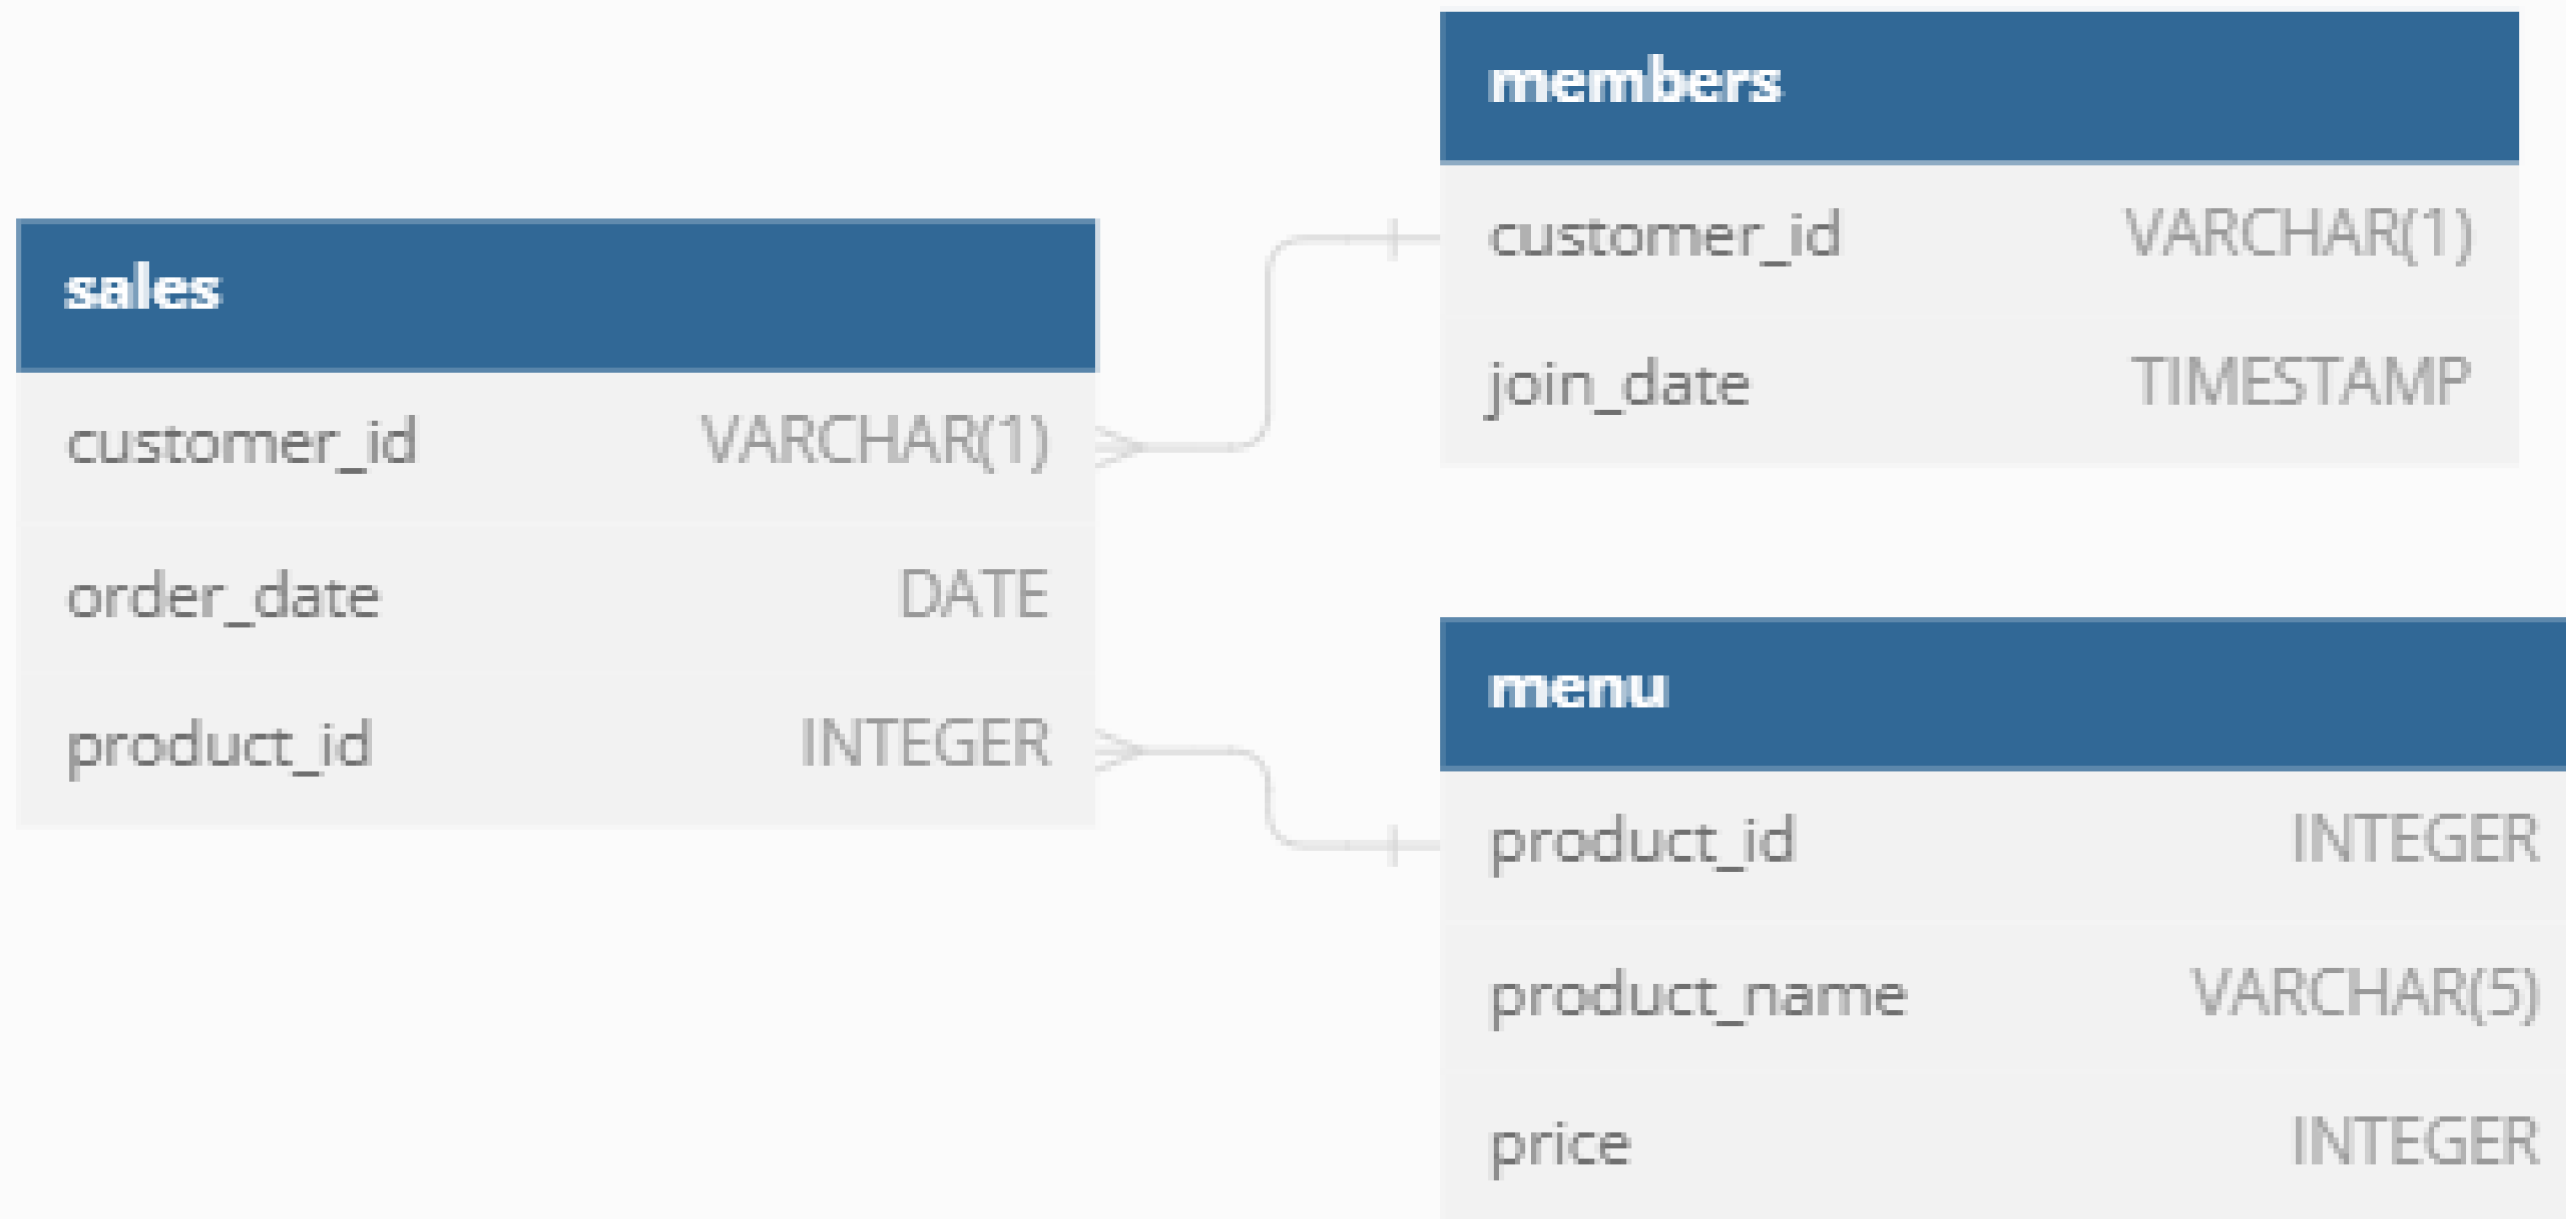 sales
customer_id VARCHAR(1)
order_date DATE
product_id INTEGER
members
customer_id VARCHAR(1)
join_date TIMESTAMP
menu
product_id INTEGER
product_name VARCHAR(5)
price INTEGER